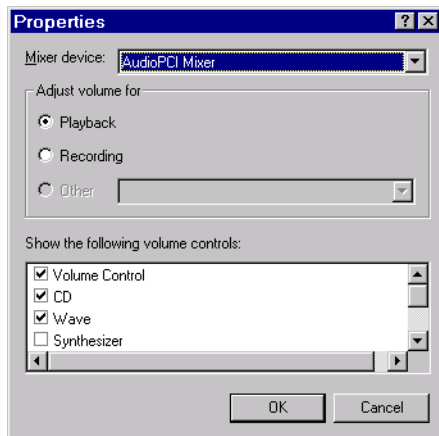 Properties
Mixer device: AudioPCI Mixer
Adjust volume for
Playback
Recording
Other
Show the following volume controls:
Volume Control
CD
Wave
Synthesizer
OK Cancel